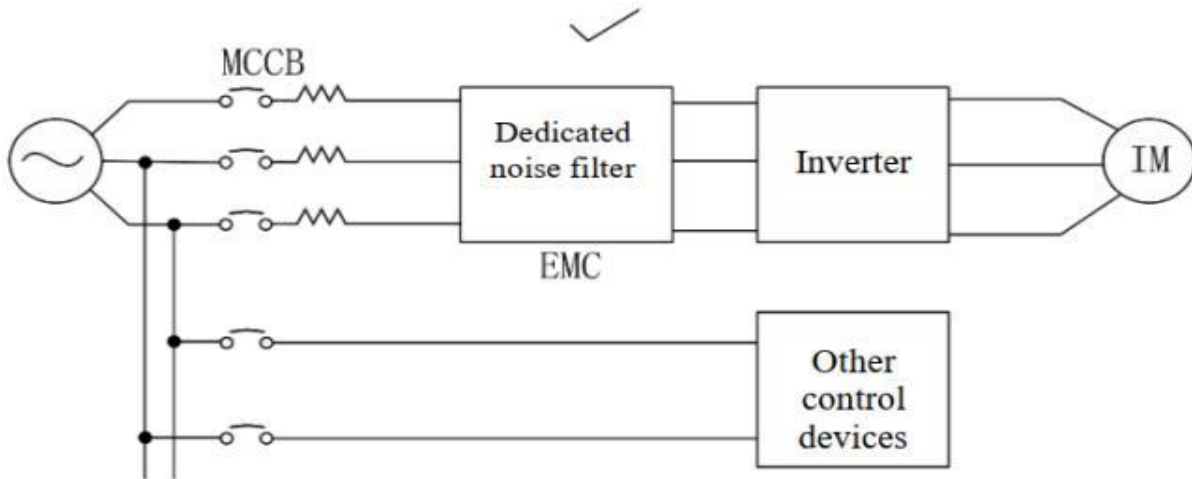 MCCB
Dedicated
noise filter
EMC
Inverter
IM
Other
control
devices